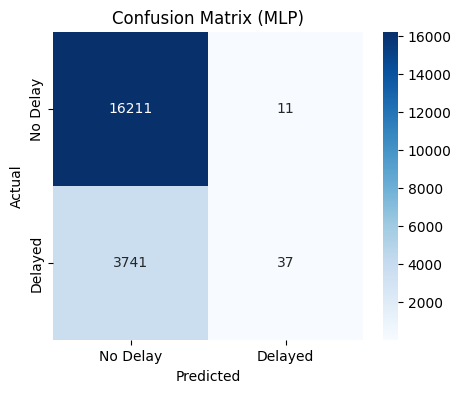 Confusion Matrix (MLP)
No Delay
Delayed
Actual
16211
11
3741
37
No Delay
Delayed
Predicted
16000
14000
12000
10000
8000
6000
4000
2000